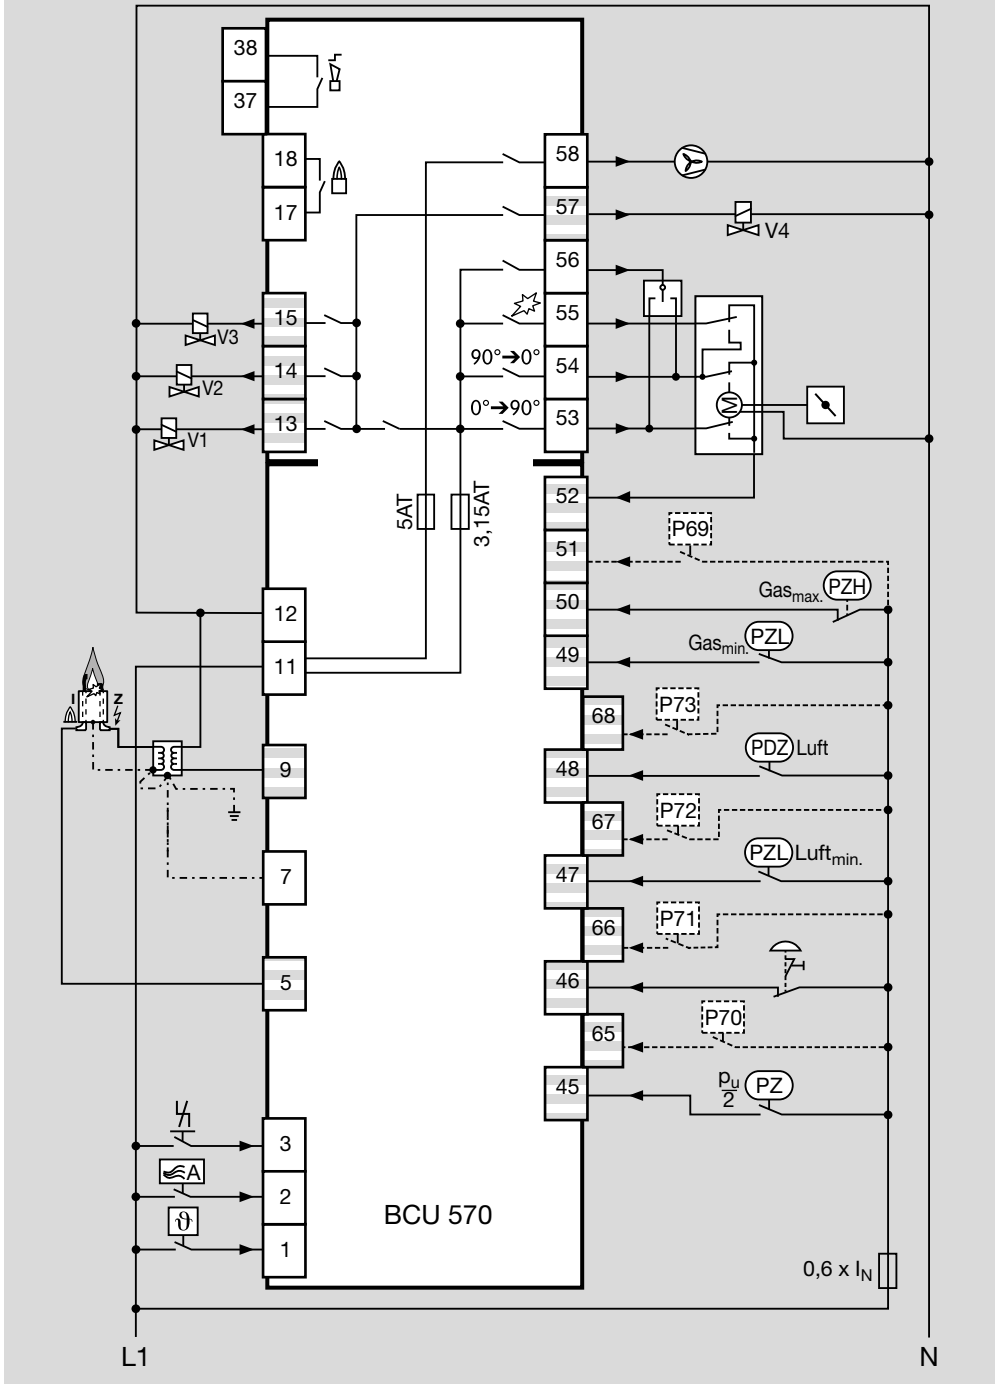 38
37
18
58
17
57
V4
56
15
55
V3
90°→0°
14
54
V2
0°→90°
M
13
53
V1
5AT
3,15AT
52
P69
51
Gasmax. PZH
12
50
Gasmin. PZL
11
49
I Z
P73
68
PDZ Luft
9
48
P72
67
PZL Luftmin.
7
47
P71
66
5
46
P70
65
pu/2 PZ
45
3
A
2
BCU 570
ϑ
1
0,6 x IN
L1
N